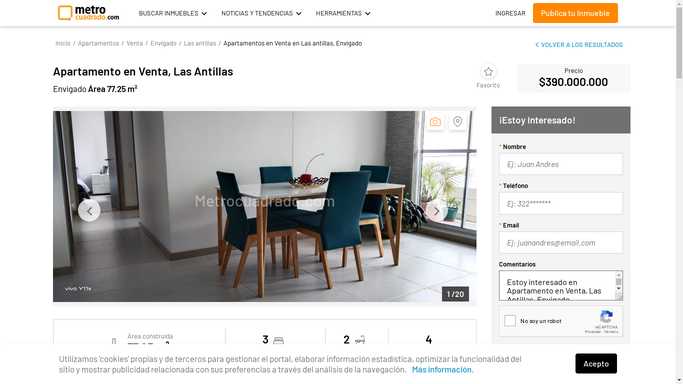 metro
cuadrado.com
BUSCAR INMUEBLES
NOTICIAS Y TENDENCIAS
HERRAMIENTAS
INGRESAR
Publica tu Inmueble
Inicio / Apartamentos / Venta / Envigado / Las antillas / Apartamentos en Venta en Las antillas, Envigado
VOLVER A LOS RESULTADOS
Apartamento en Venta, Las Antillas
Envigado Área 77.25 m²
Favorito
Precio
$390.000.000
Metrocuadrado.com
vivo Y11s
1 / 20
¡Estoy Interesado!
* Nombre
Ej: Juan Andres
* Teléfono
Ej: 322*******
* Email
Ej: juanandres@email.com
Comentarios
Estoy interesado en
Apartamento en Venta, Las
Antillas, Envigado
No soy un robot
reCAPTCHA
Privacidad - Términos
Área construida
3
2
4
Utilizamos 'cookies' propias y de terceros para gestionar el portal, elaborar información estadística, optimizar la funcionalidad del
sitio y mostrar publicidad relacionada con sus preferencias a través del análisis de la navegación. Más información.
Acepto